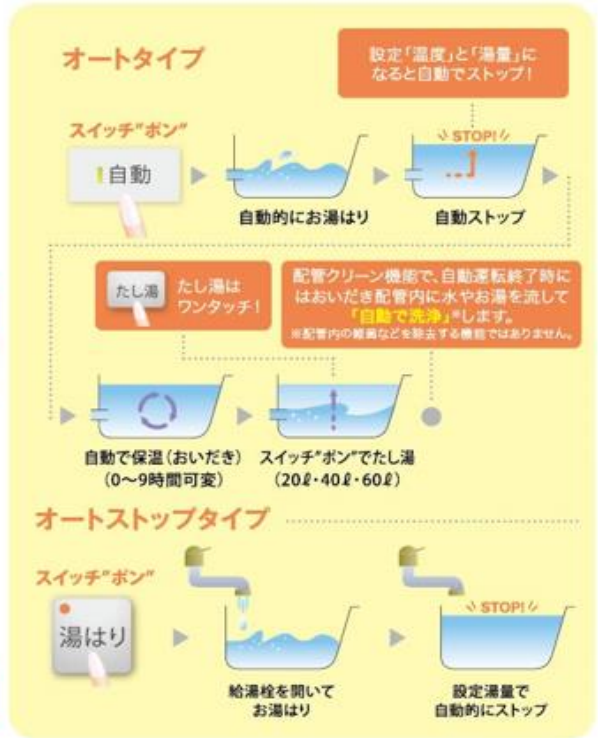 オートタイプ
設定「温度」と「湯量」に
なると自動でストップ！
スイッチ"ポン"
自動
STOP!
自動的にお湯はり
自動ストップ
たし湯
たし湯は
ワンタッチ！
配管クリーン機能で、自動運転終了時に
はおいだき配管内に水やお湯を流して
「自動で洗浄」※します。
※配管内の雑菌などを除去する機能ではありません。
自動で保温（おいだき）
（0〜9時間可変）
スイッチ"ポン"でたし湯
（20ℓ・40ℓ・60ℓ）
オートストップタイプ
スイッチ"ポン"
湯はり
STOP!
給湯栓を開いて
お湯はり
設定湯量で
自動的にストップ